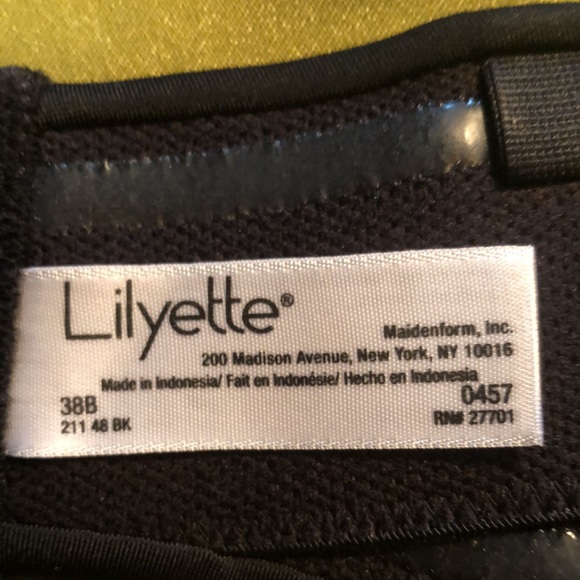 Lilyette®
Maidenform, Inc.
200 Madison Avenue, New York, NY 10016
Made in Indonesia/ Fait en Indonésie/ Hecho en Indonesia
38B
0457
211 48 BK
RN# 27701